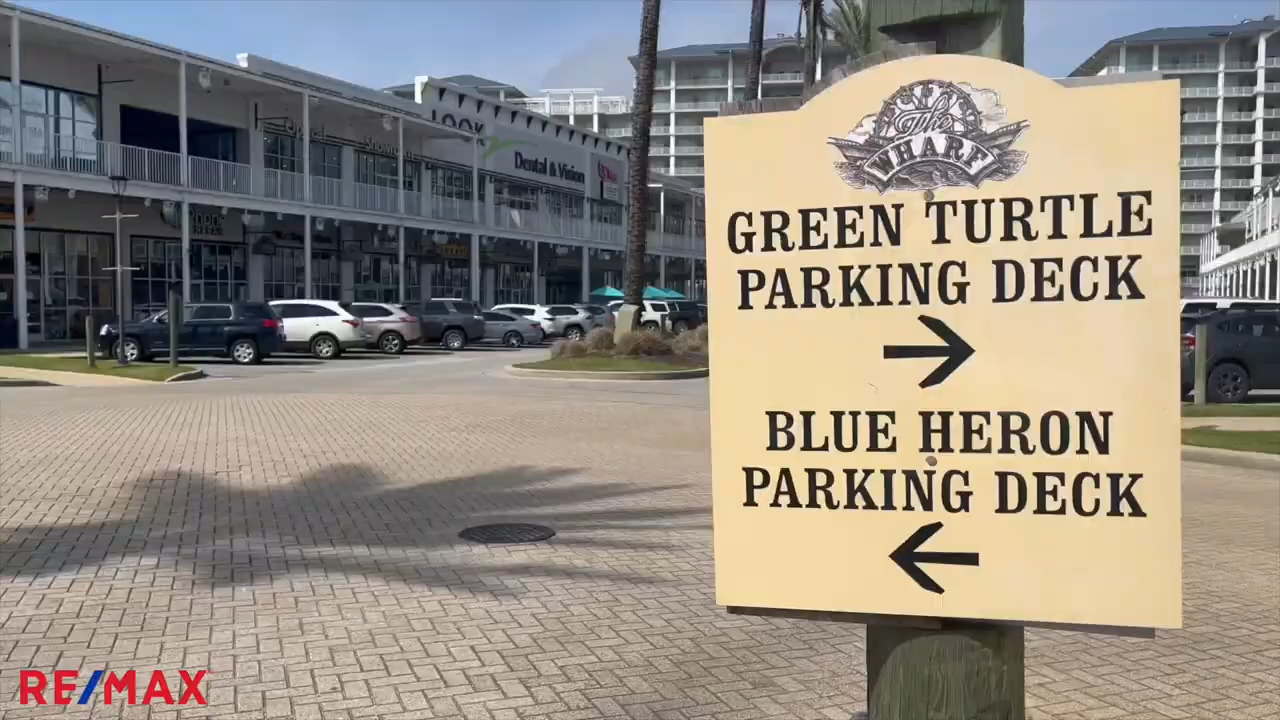 The
WHARF
GREEN TURTLE
PARKING DECK
BLUE HERON
PARKING DECK
LOOK
Dental & Vision
RE/MAX